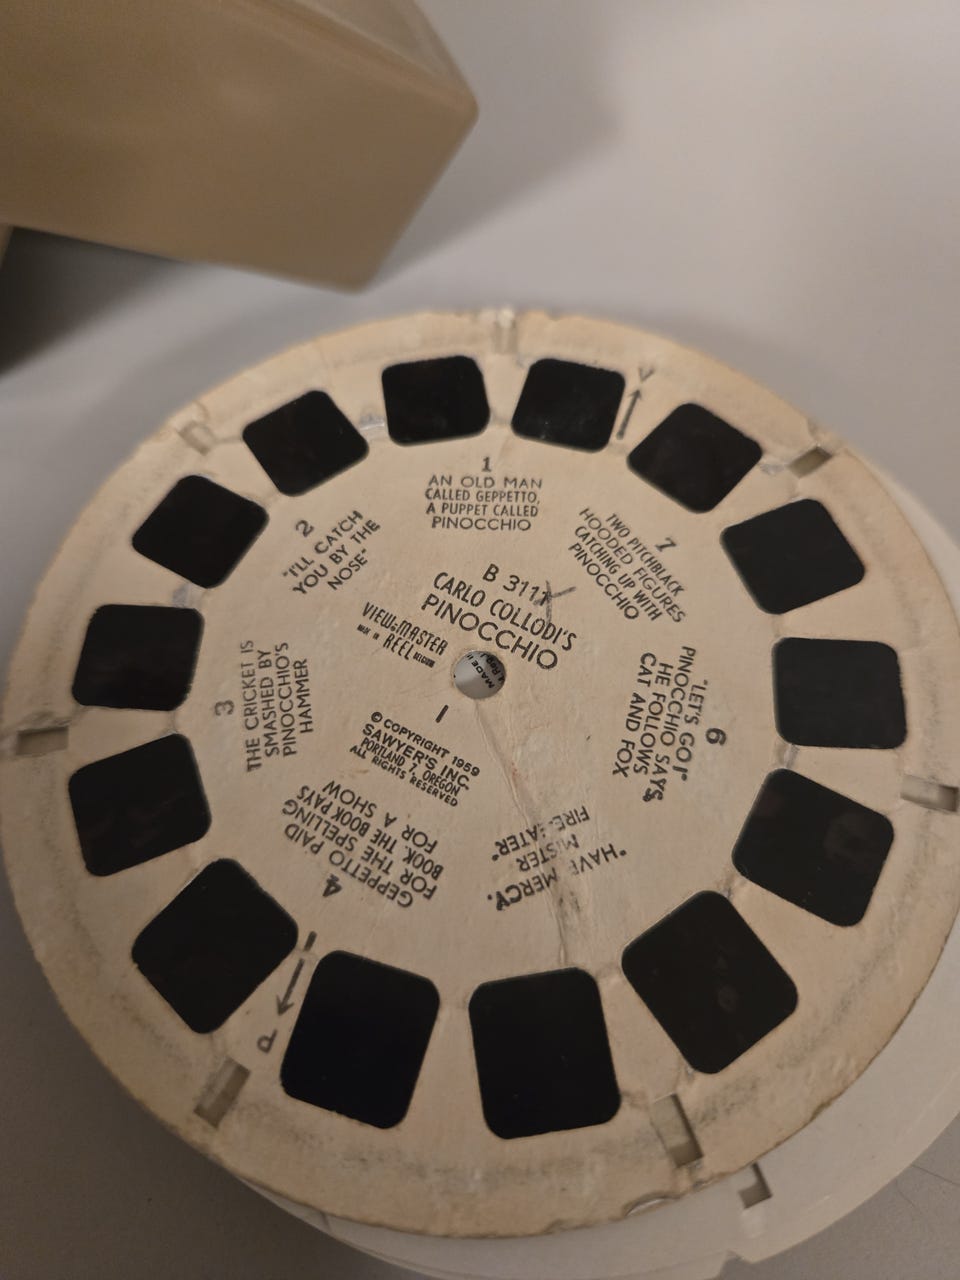 1
AN OLD MAN
CALLED GEPPETTO,
A PUPPET CALLED
PINOCCHIO
2
"I'LL CATCH
YOU BY THE
NOSE"
3
THE CRICKET IS
SMASHED BY
PINOCCHIO'S
HAMMER
4
GEPPETTO PAID
FOR THE SPELLING
BOOK, THE BOOK PAYS
FOR A SHOW
"HAVE MERCY,
MISTER
FIRE-EATER"
6
"LET'S GO!"
PINOCCHIO SAYS,
HE FOLLOWS
CAT AND FOX
7
TWO PITCHBLACK
HOODED FIGURES
CATCHING UP WITH
PINOCCHIO
B 311
CARLO COLLODI'S
PINOCCHIO
VIEW-MASTER
MADE IN
REEL BELGIUM
I
© COPYRIGHT 1959
SAWYER'S INC.
PORTLAND 7, OREGON
ALL RIGHTS RESERVED
MADE I